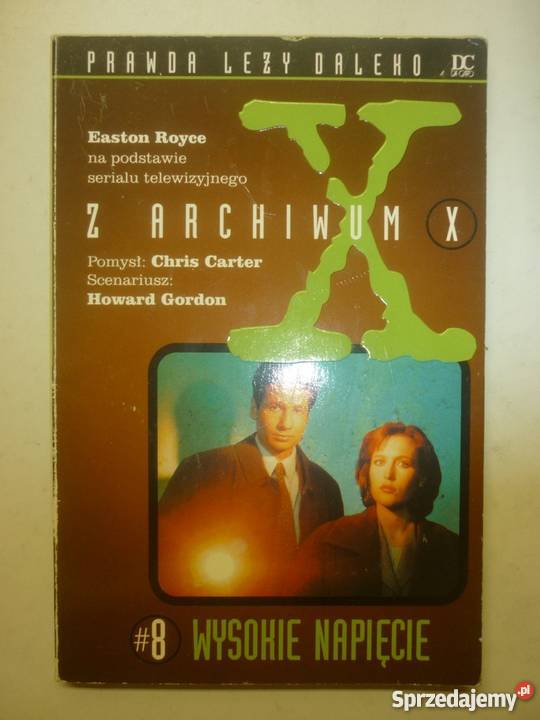 PRAWDA LEŻY DALEKO
DC
Easton Royce
na podstawie
serialu telewizyjnego
X
Z ARCHIWUM X
Pomysł: Chris Carter
Scenariusz:
Howard Gordon
#8 WYSOKIE NAPIĘCIE
Sprzedajemy.pl